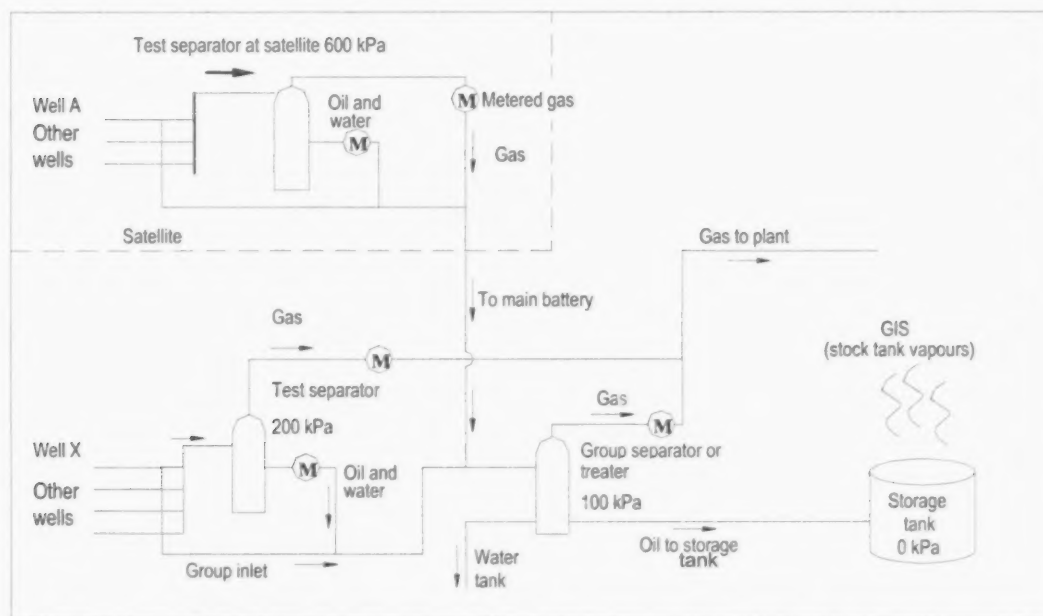 Test separator at satellite 600 kPa
Well A
Other
wells
Oil and
water
M
M
Metered gas
Gas
Satellite
To main battery
Gas to plant
Gas
M
GIS
(stock tank vapours)
Test separator
200 kPa
Gas
M
Well X
Other
wells
M
Oil and
water
Group separator or
treater
100 kPa
Storage
tank
0 kPa
Group inlet
Water
tank
Oil to storage
tank